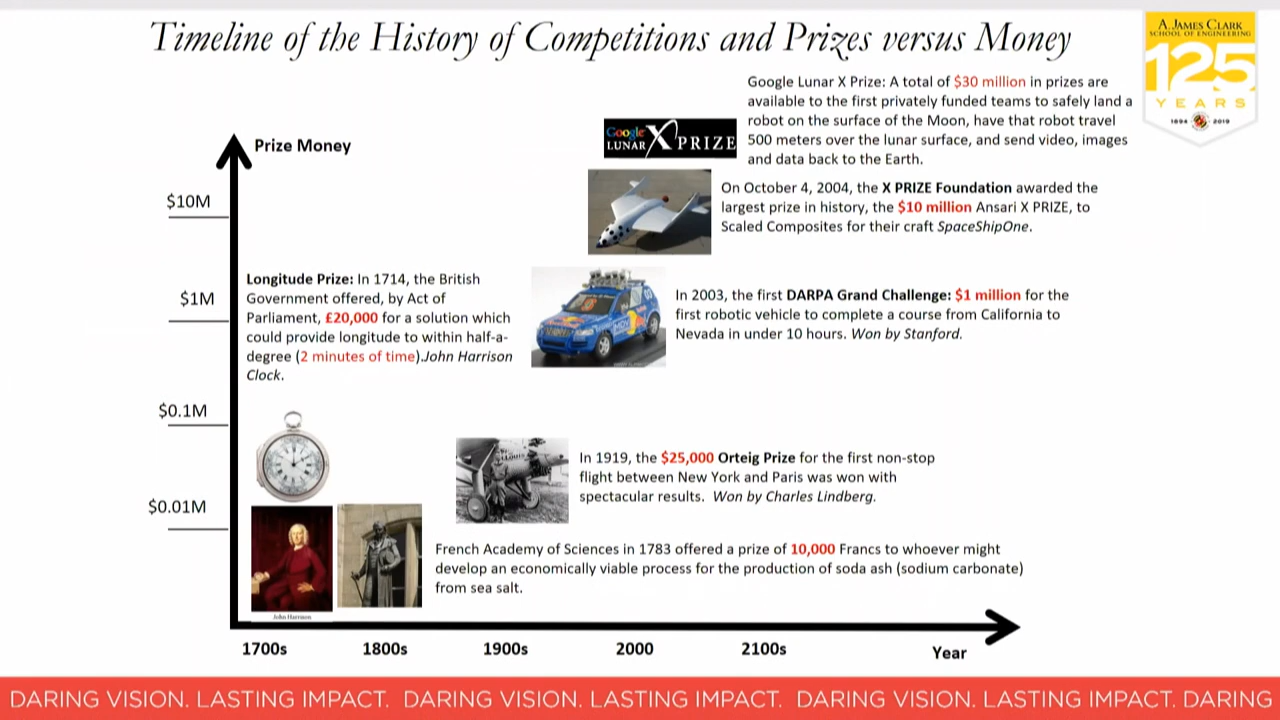 Timeline of the History of Competitions and Prizes versus Money
A. JAMES CLARK
SCHOOL OF ENGINEERING
125
YEARS
1894 2019
Google Lunar X Prize: A total of $30 million in prizes are
available to the first privately funded teams to safely land a
robot on the surface of the Moon, have that robot travel
500 meters over the lunar surface, and send video, images
and data back to the Earth.
Google
LUNAR X PRIZE
Prize Money
On October 4, 2004, the X PRIZE Foundation awarded the
largest prize in history, the $10 million Ansari X PRIZE, to
Scaled Composites for their craft SpaceShipOne.
$10M
Longitude Prize: In 1714, the British
Government offered, by Act of
Parliament, £20,000 for a solution which
could provide longitude to within half-a-
degree (2 minutes of time).John Harrison
Clock.
$1M
In 2003, the first DARPA Grand Challenge: $1 million for the
first robotic vehicle to complete a course from California to
Nevada in under 10 hours. Won by Stanford.
$0.1M
In 1919, the $25,000 Orteig Prize for the first non-stop
flight between New York and Paris was won with
spectacular results. Won by Charles Lindberg.
$0.01M
French Academy of Sciences in 1783 offered a prize of 10,000 Francs to whoever might
develop an economically viable process for the production of soda ash (sodium carbonate)
from sea salt.
John Harrison
1700s 1800s 1900s 2000 2100s Year
DARING VISION. LASTING IMPACT. DARING VISION. LASTING IMPACT. DARING VISION. LASTING IMPACT. DARING